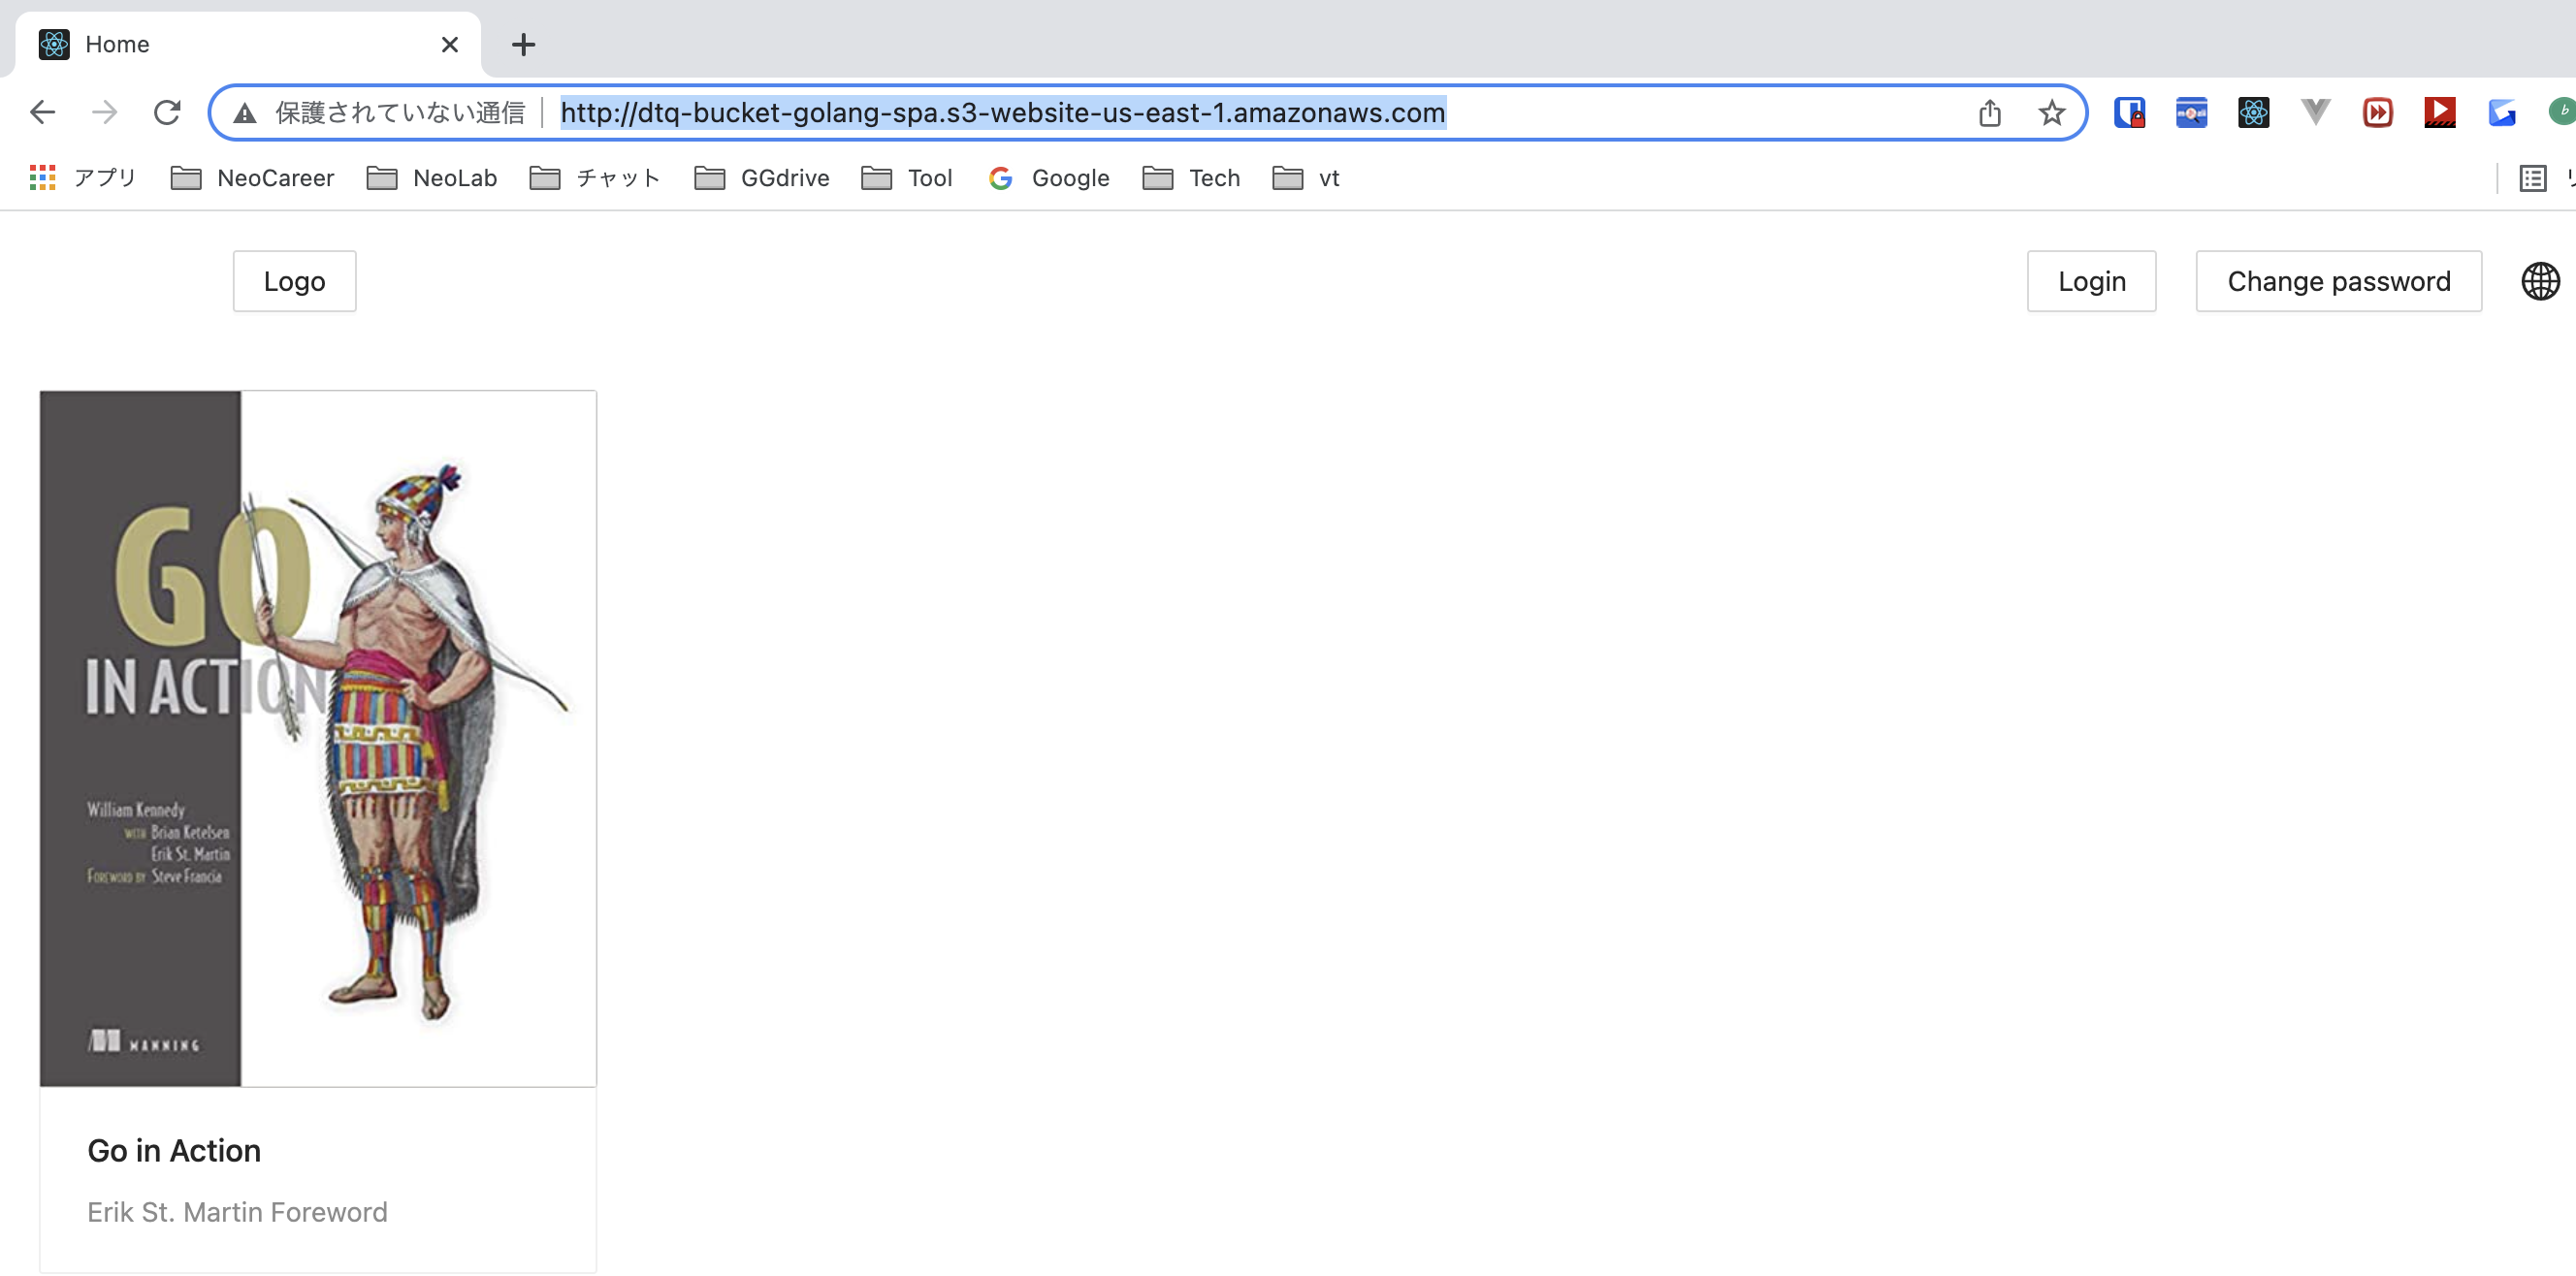 Home
保護されていない通信 http://dtq-bucket-golang-spa.s3-website-us-east-1.amazonaws.com
アプリ NeoCareer NeoLab チャット GGdrive Tool Google Tech vt
Logo Login Change password
GO
IN ACTION
William Kennedy
WITH Brian Ketelsen
Erik St. Martin
FOREWORD BY Steve Francia
MANNING
Go in Action
Erik St. Martin Foreword